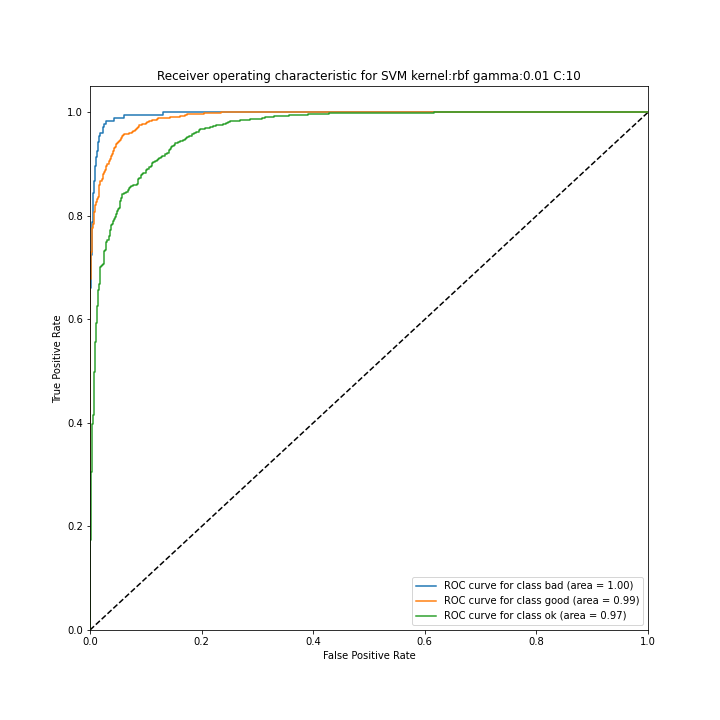 Receiver operating characteristic for SVM kernel:rbf gamma:0.01 C:10
1.0
0.8
0.6
0.4
0.2
0.0
True Positive Rate
0.0 0.2 0.4 0.6 0.8 1.0
False Positive Rate
ROC curve for class bad (area = 1.00)
ROC curve for class good (area = 0.99)
ROC curve for class ok (area = 0.97)